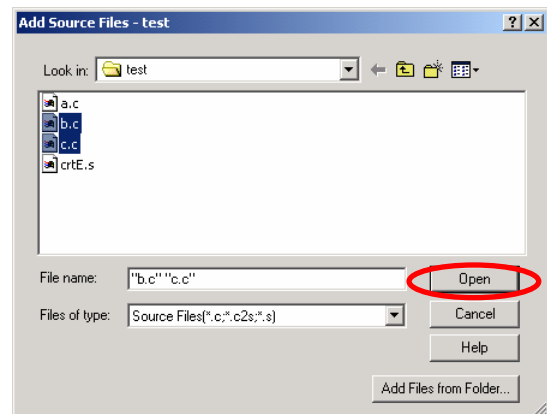 Add Source Files - test
Look in: test
a.c
b.c
c.c
crtE.s
File name: "b.c" "c.c" Open
Files of type: Source Files(*.c;*.c2s;*.s) Cancel
Help
Add Files from Folder...